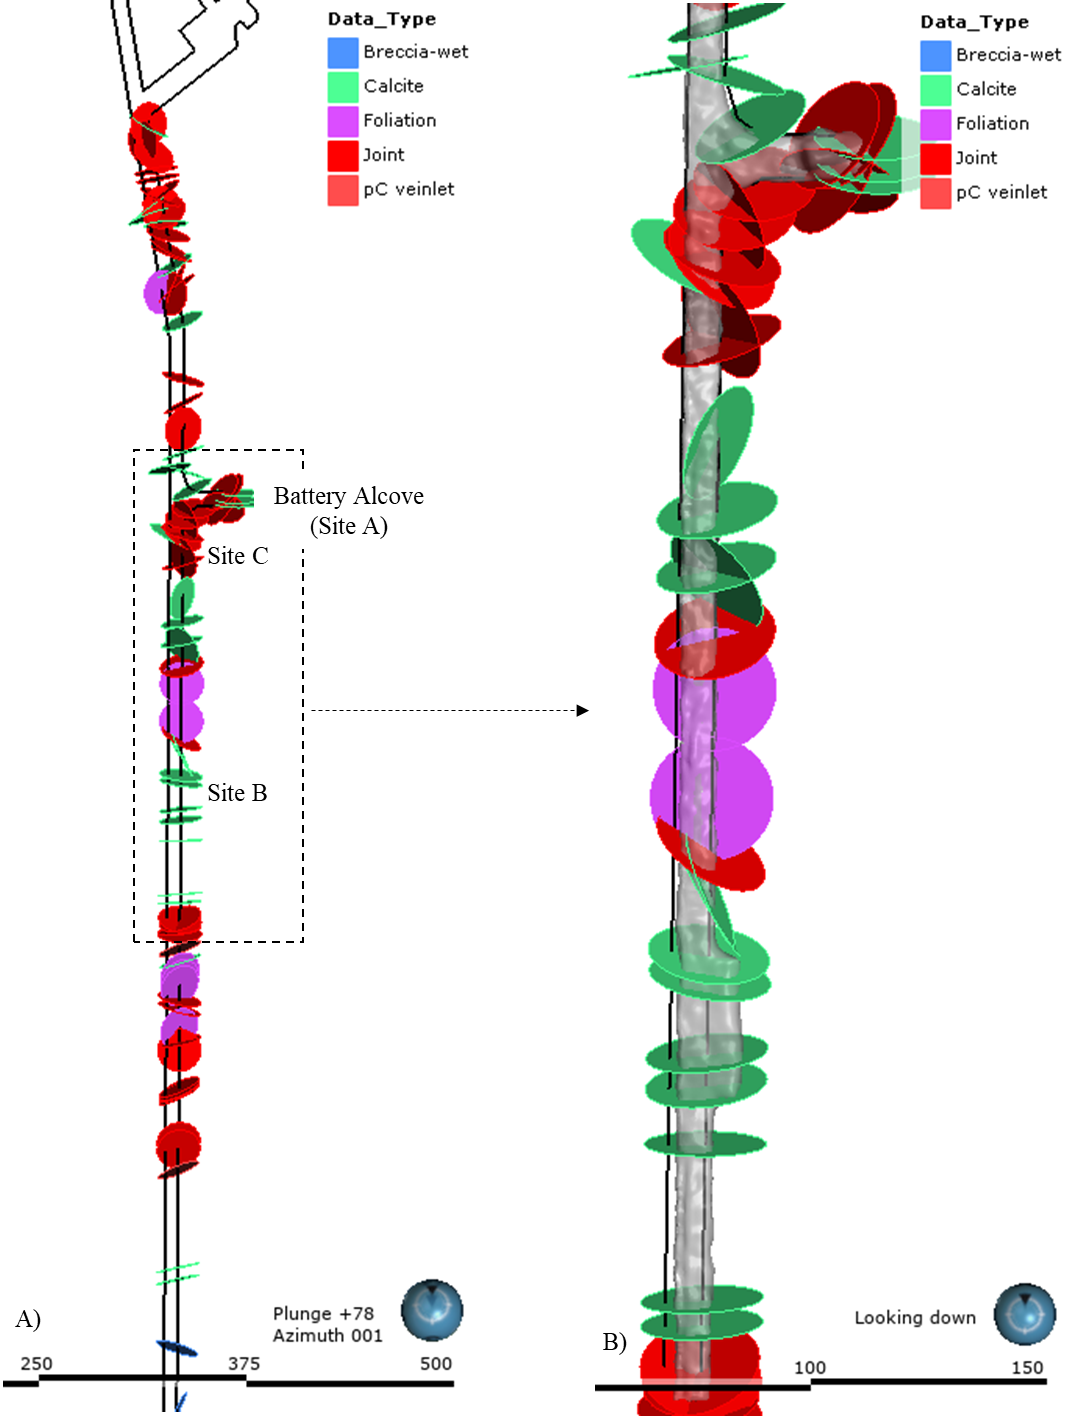 Data_Type
Breccia-wet
Calcite
Foliation
Joint
pC veinlet
Battery Alcove
(Site A)
Site C
Site B
A)
Plunge +78
Azimuth 001
250
375
500
Data_Type
Breccia-wet
Calcite
Foliation
Joint
pC veinlet
B)
Looking down
100
150